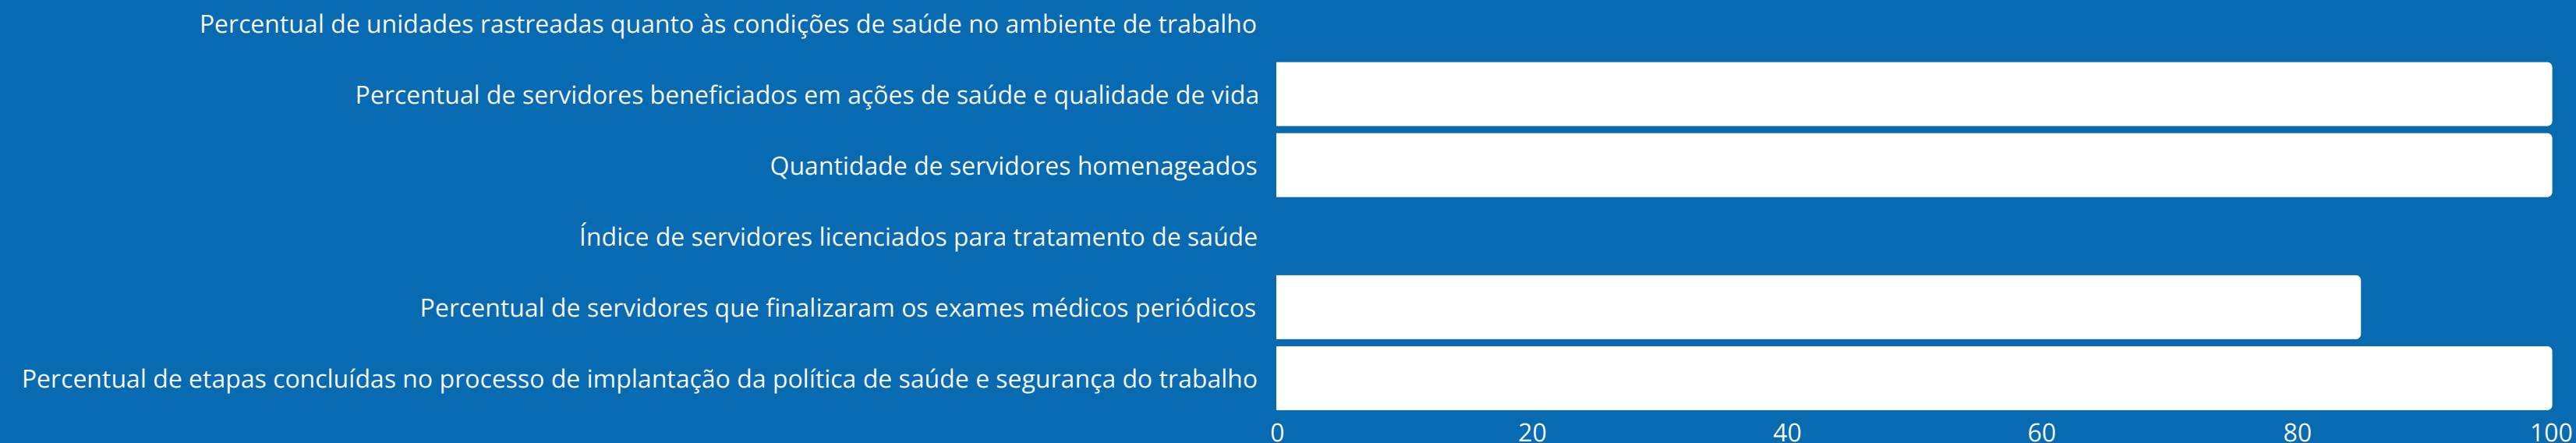 Percentual de unidades rastreadas quanto às condições de saúde no ambiente de trabalho
Percentual de servidores beneficiados em ações de saúde e qualidade de vida
Quantidade de servidores homenageados
Índice de servidores licenciados para tratamento de saúde
Percentual de servidores que finalizaram os exames médicos periódicos
Percentual de etapas concluídas no processo de implantação da política de saúde e segurança do trabalho
0 20 40 60 80 100